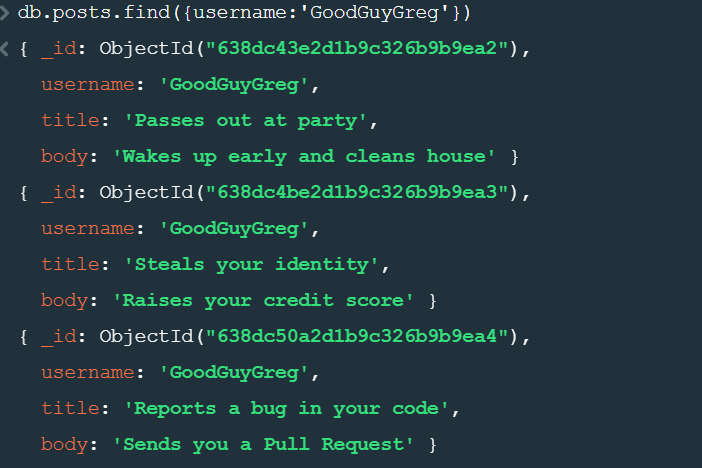 > db.posts.find({username:'GoodGuyGreg'})
< { _id: ObjectId("638dc43e2d1b9c326b9b9ea2"),
username: 'GoodGuyGreg',
title: 'Passes out at party',
body: 'Wakes up early and cleans house' }
{ _id: ObjectId("638dc4be2d1b9c326b9b9ea3"),
username: 'GoodGuyGreg',
title: 'Steals your identity',
body: 'Raises your credit score' }
{ _id: ObjectId("638dc50a2d1b9c326b9b9ea4"),
username: 'GoodGuyGreg',
title: 'Reports a bug in your code',
body: 'Sends you a Pull Request' }